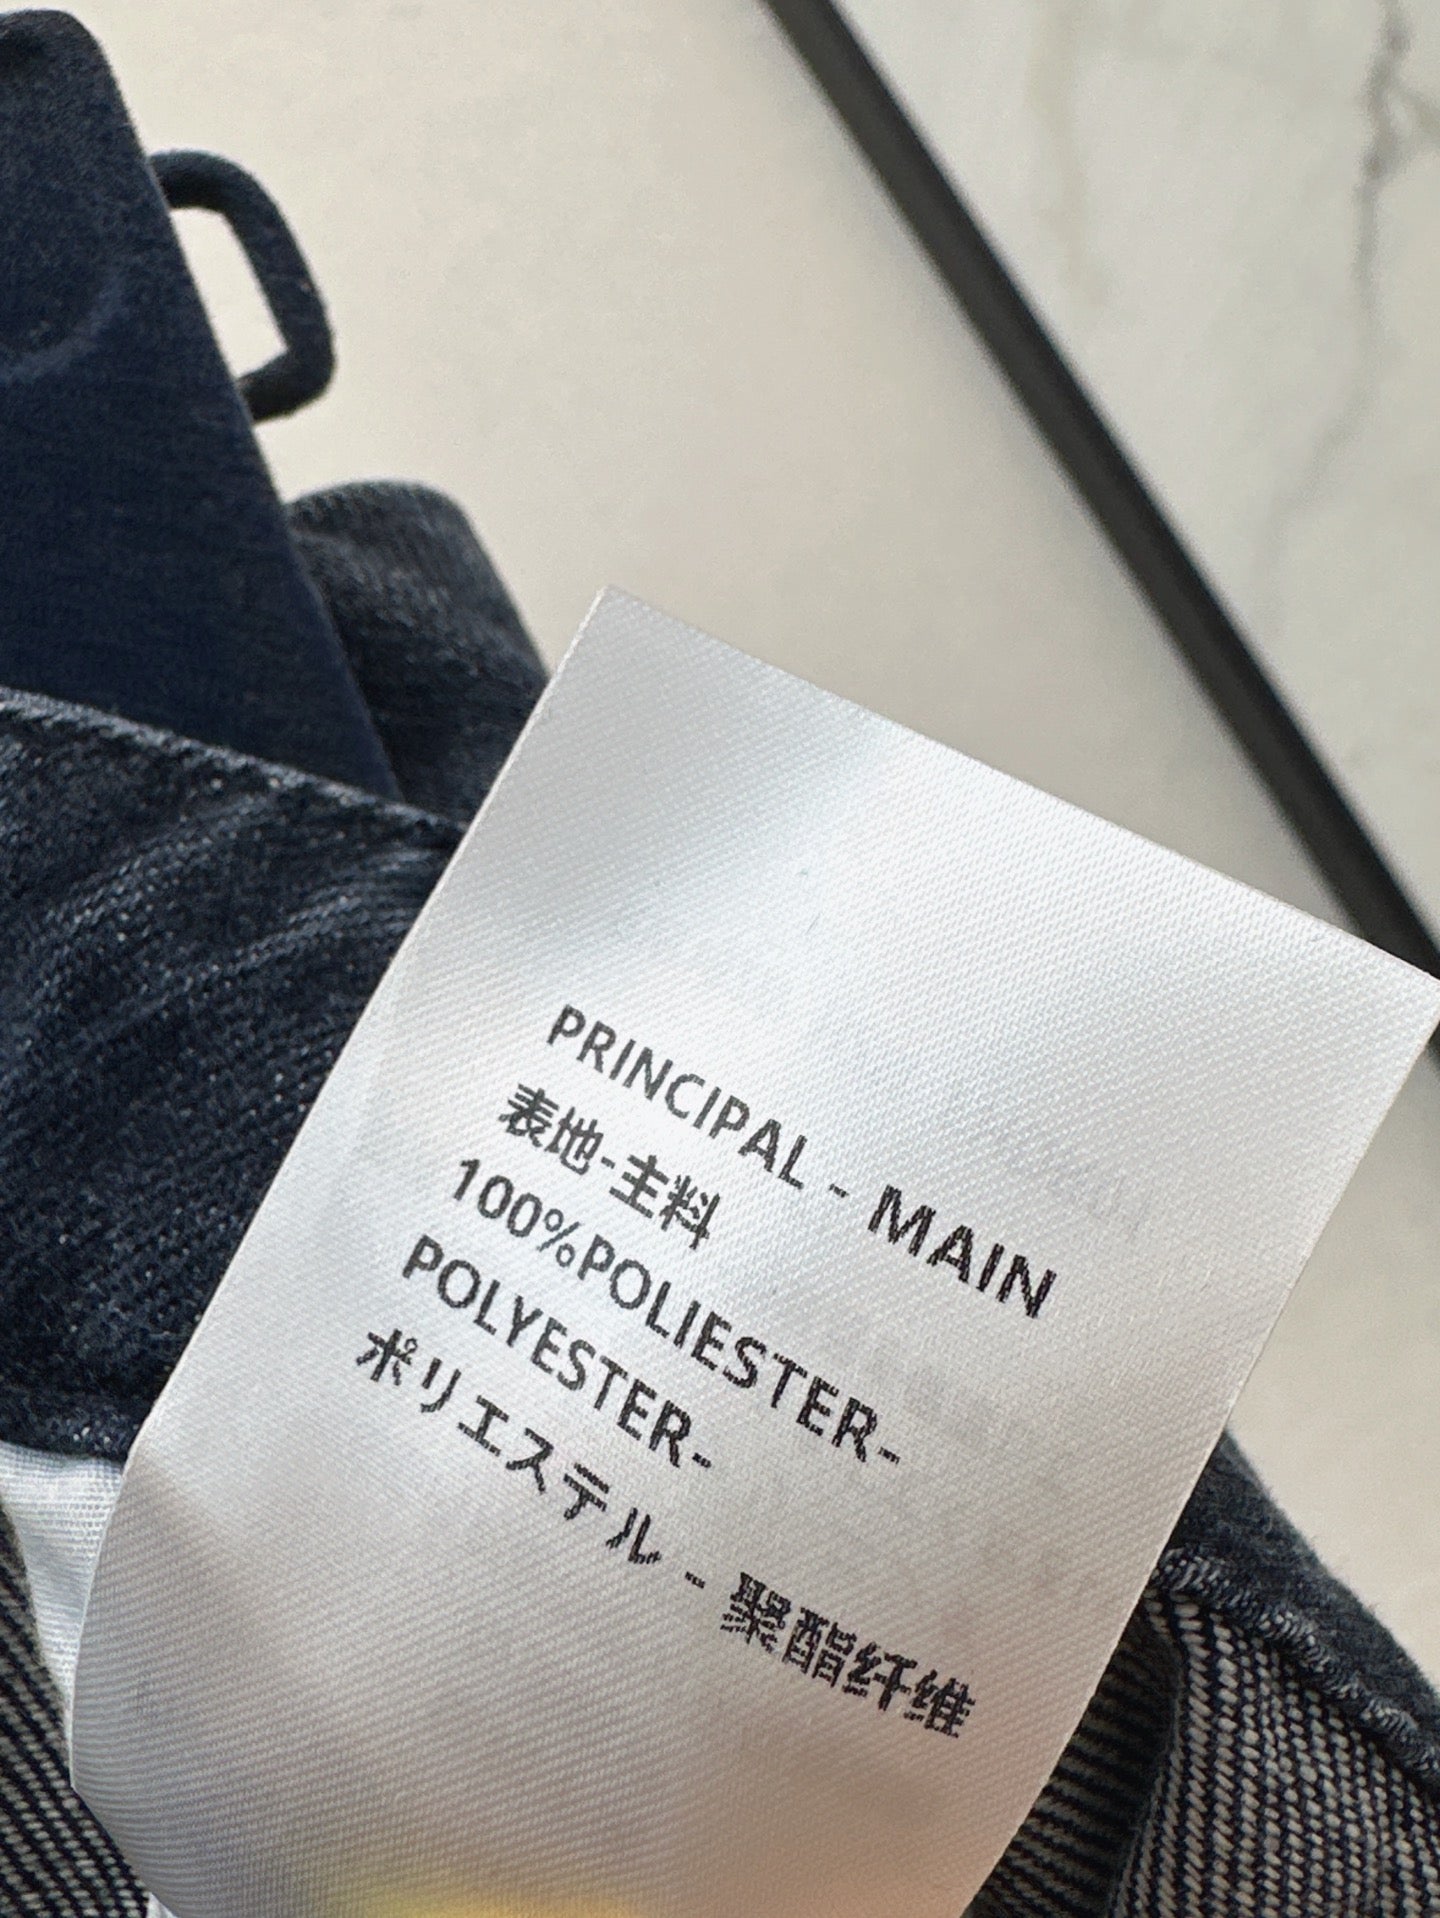 PRINCIPAL - MAIN
表地-主料
100%POLIESTER-
POLYESTER-
ポリエステル - 聚酯纤维